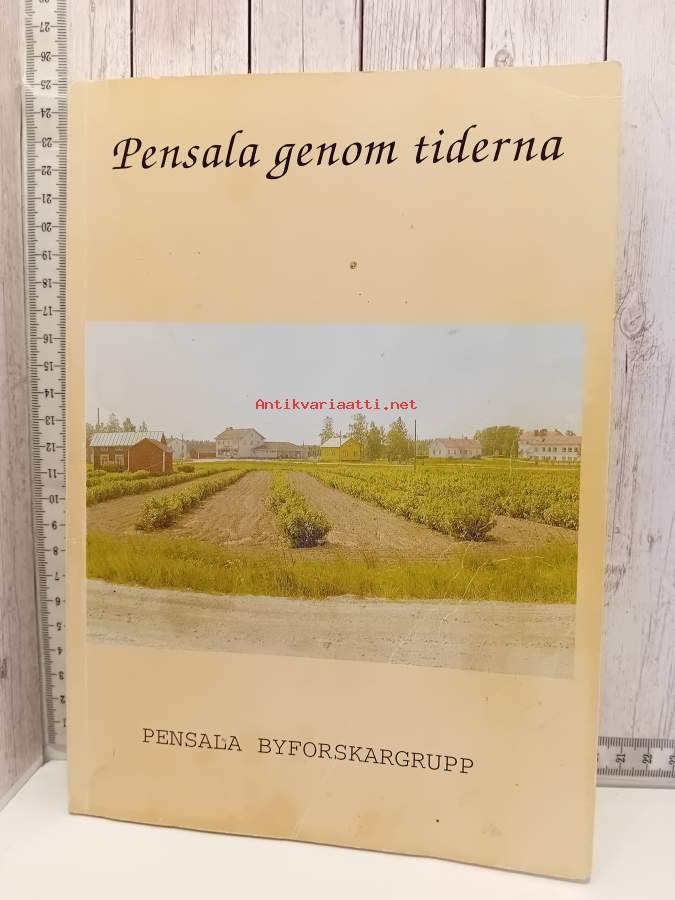 Pensala genom tiderna
Antikvariaatti.net
PENSALA BYFORSKARGRUPP